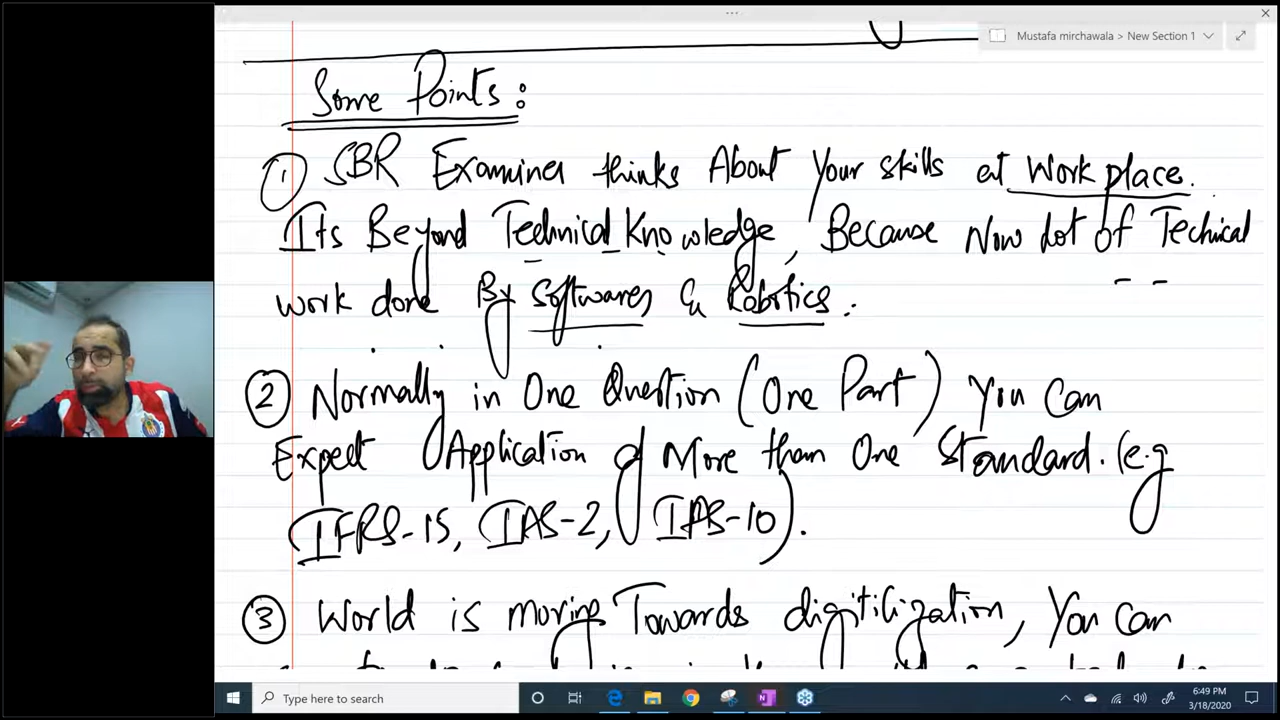 Mustafa mirchawala > New Section 1
Some Points:
① SBR Examiner thinks About Your skills at Work place.
Its Beyond Technical Knowledge, Because Now Lot of Technical
work done By Softwares & Robotics.
② Normally in One Question (One Part) You Can
Expect Application of More than One Standard. (e.g
IFRS-15, IAS-2, IAS-10).
③ World is moving Towards digitilization, You Can
Type here to search
6:49 PM
3/18/2020